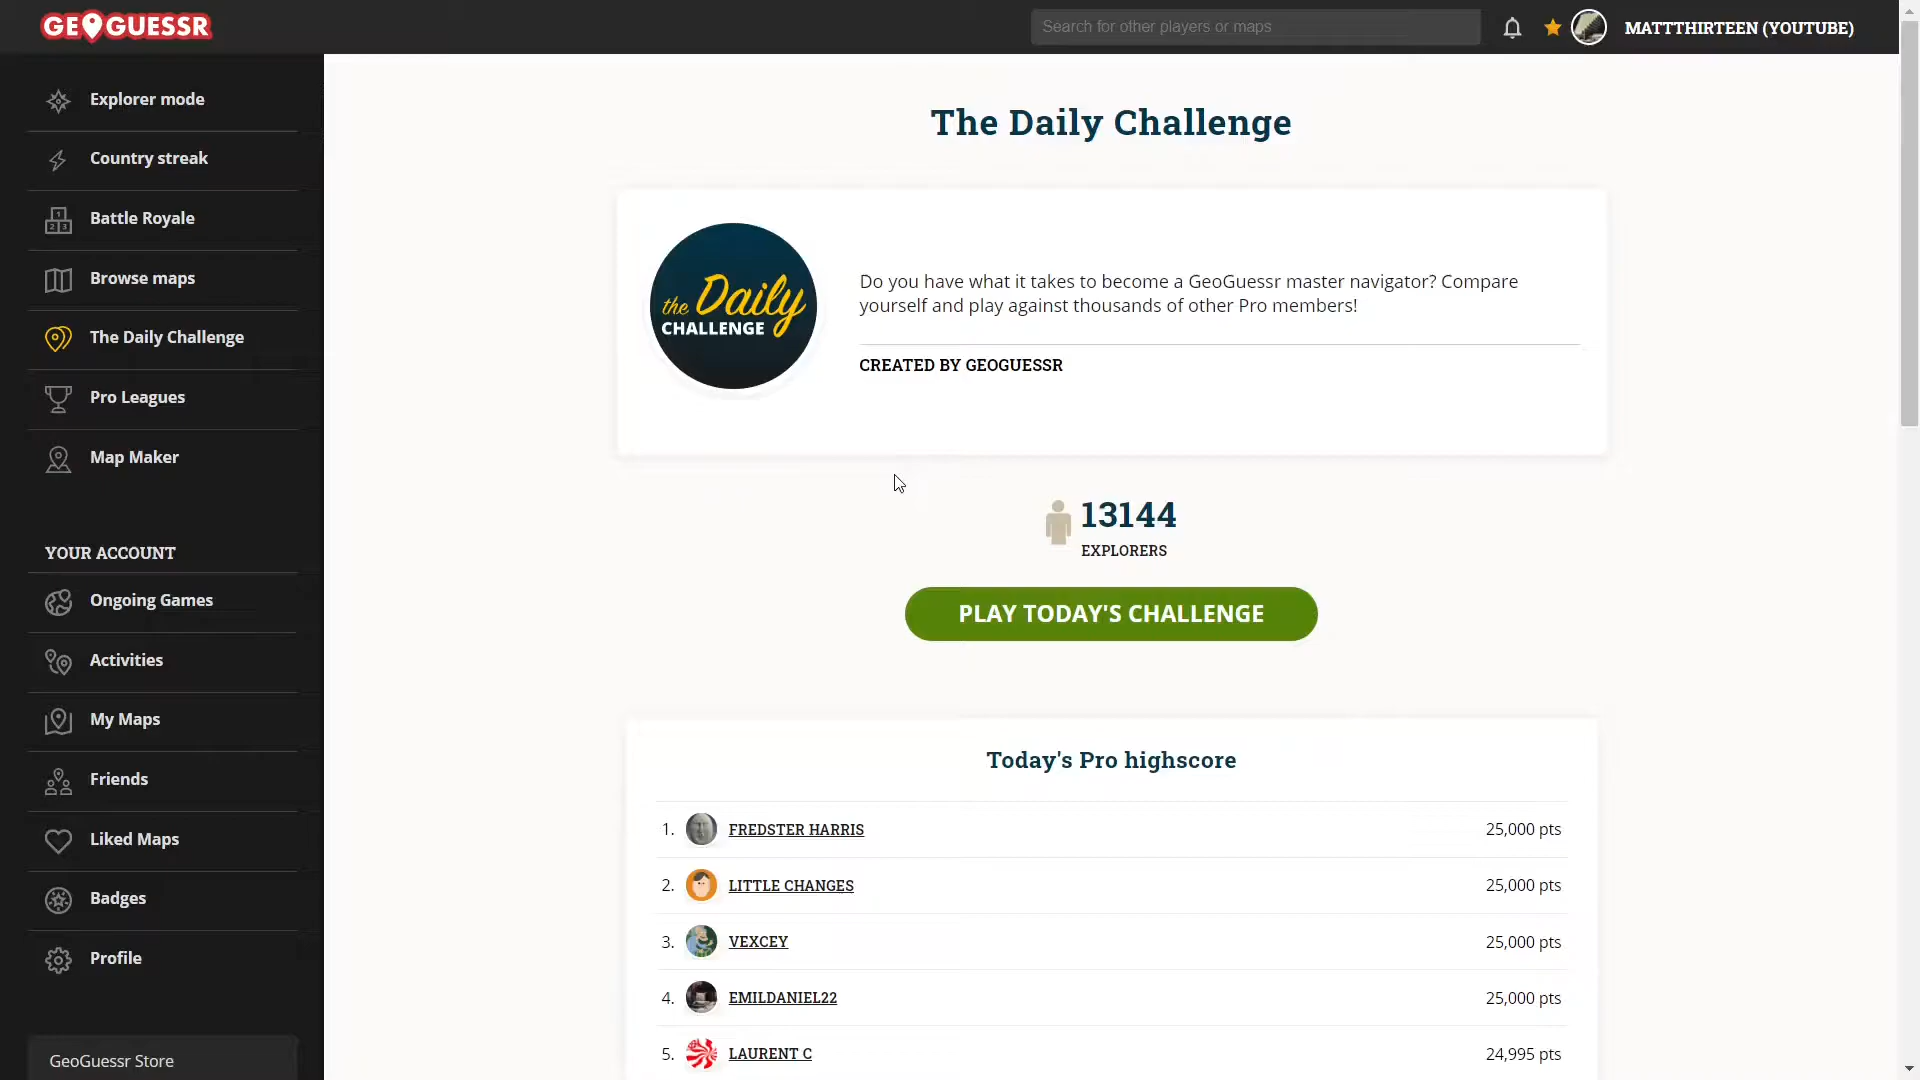 GEOGUESSR
Search for other players or maps
MATTTHIRTEEN (YOUTUBE)
Explorer mode
Country streak
Battle Royale
Browse maps
The Daily Challenge
Pro Leagues
Map Maker
YOUR ACCOUNT
Ongoing Games
Activities
My Maps
Friends
Liked Maps
Badges
Profile
GeoGuessr Store
The Daily Challenge
the Daily
CHALLENGE
Do you have what it takes to become a GeoGuessr master navigator? Compare
yourself and play against thousands of other Pro members!
CREATED BY GEOGUESSR
13144
EXPLORERS
PLAY TODAY'S CHALLENGE
Today's Pro highscore
1. FREDSTER HARRIS 25,000 pts
2. LITTLE CHANGES 25,000 pts
3. VEXCEY 25,000 pts
4. EMILDANIEL22 25,000 pts
5. LAURENT C 24,995 pts